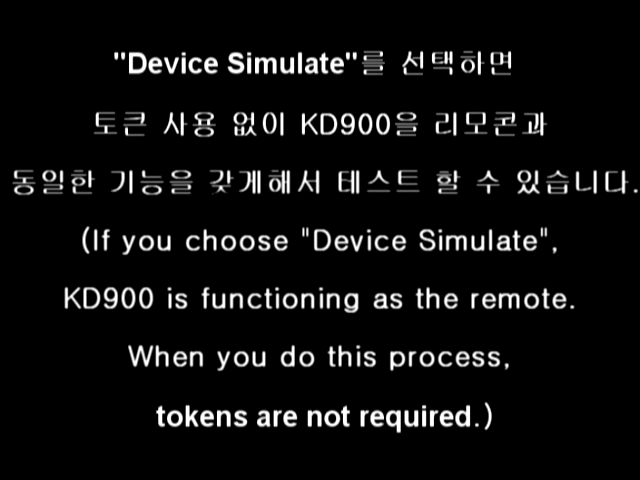 "Device Simulate"를 선택하면
토큰 사용 없이 KD900을 리모콘과
동일한 기능을 갖게해서 테스트 할 수 있습니다.
(If you choose "Device Simulate",
KD900 is functioning as the remote.
When you do this process,
tokens are not required.)